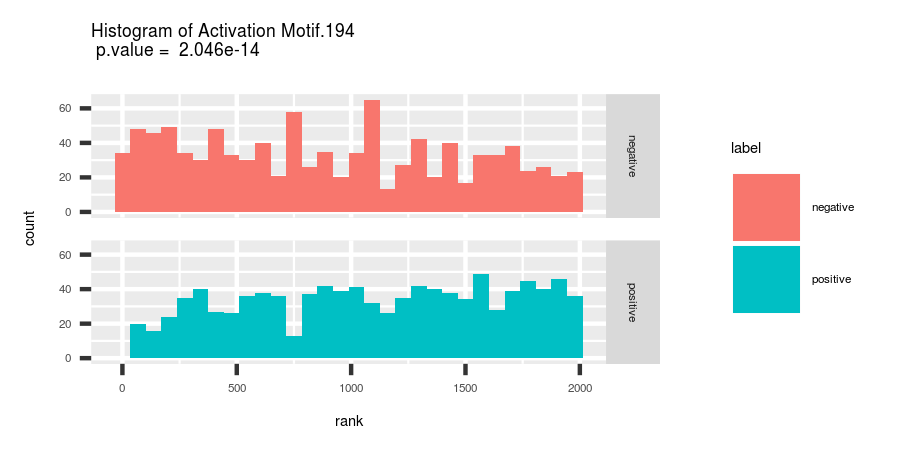 Histogram of Activation Motif.194
p.value = 2.046e-14
count
60
40
20
0
negative
60
40
20
0
positive
0 500 1000 1500 2000
rank
label
negative
positive